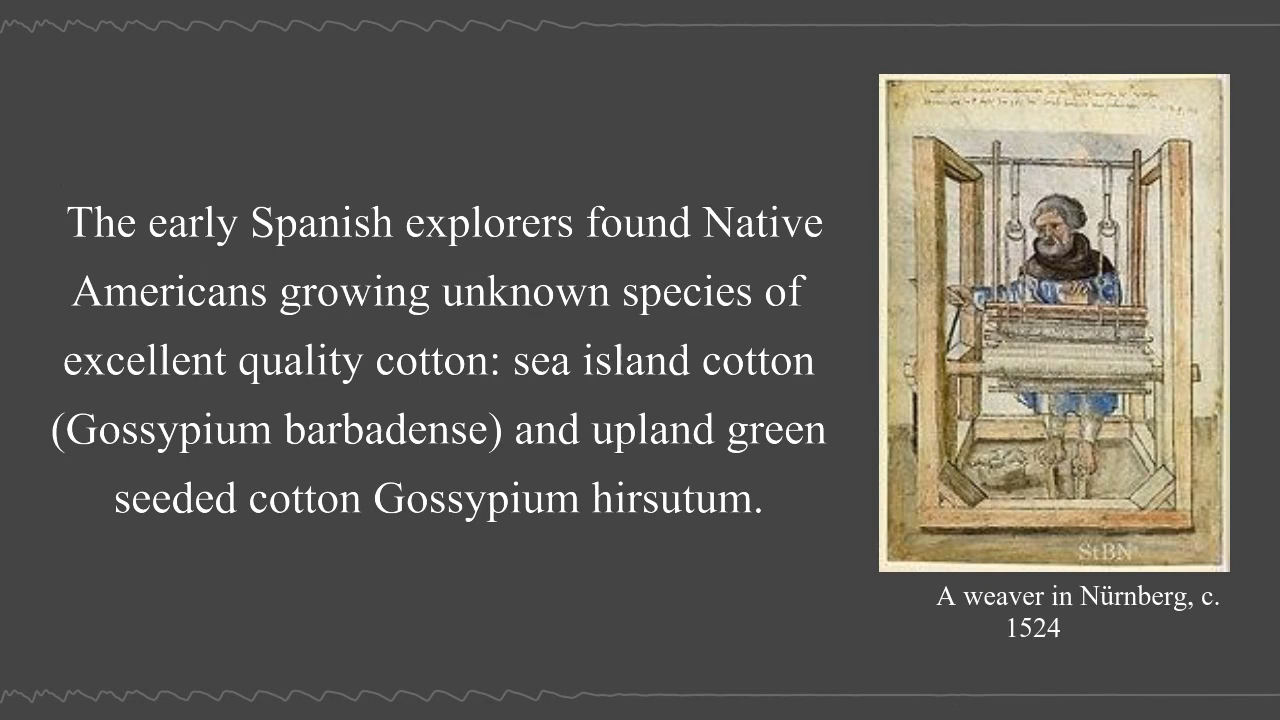 The early Spanish explorers found Native
Americans growing unknown species of
excellent quality cotton: sea island cotton
(Gossypium barbadense) and upland green
seeded cotton Gossypium hirsutum.
StBN
A weaver in Nürnberg, c.
1524